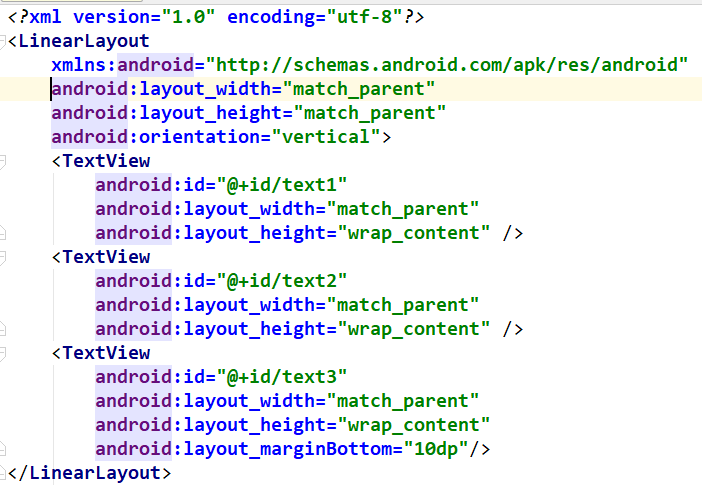 <?xml version="1.0" encoding="utf-8"?>
<LinearLayout
    xmlns:android="http://schemas.android.com/apk/res/android"
    android:layout_width="match_parent"
    android:layout_height="match_parent"
    android:orientation="vertical">
    <TextView
        android:id="@+id/text1"
        android:layout_width="match_parent"
        android:layout_height="wrap_content" />
    <TextView
        android:id="@+id/text2"
        android:layout_width="match_parent"
        android:layout_height="wrap_content" />
    <TextView
        android:id="@+id/text3"
        android:layout_width="match_parent"
        android:layout_height="wrap_content"
        android:layout_marginBottom="10dp"/>
</LinearLayout>